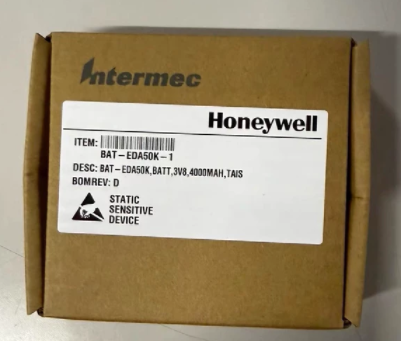 Intermec
Honeywell
ITEM:
BAT-EDA50K-1
DESC: BAT-EDA50K,BATT,3V8,4000MAH,TAIS
BOMREV: D
STATIC
SENSITIVE
DEVICE